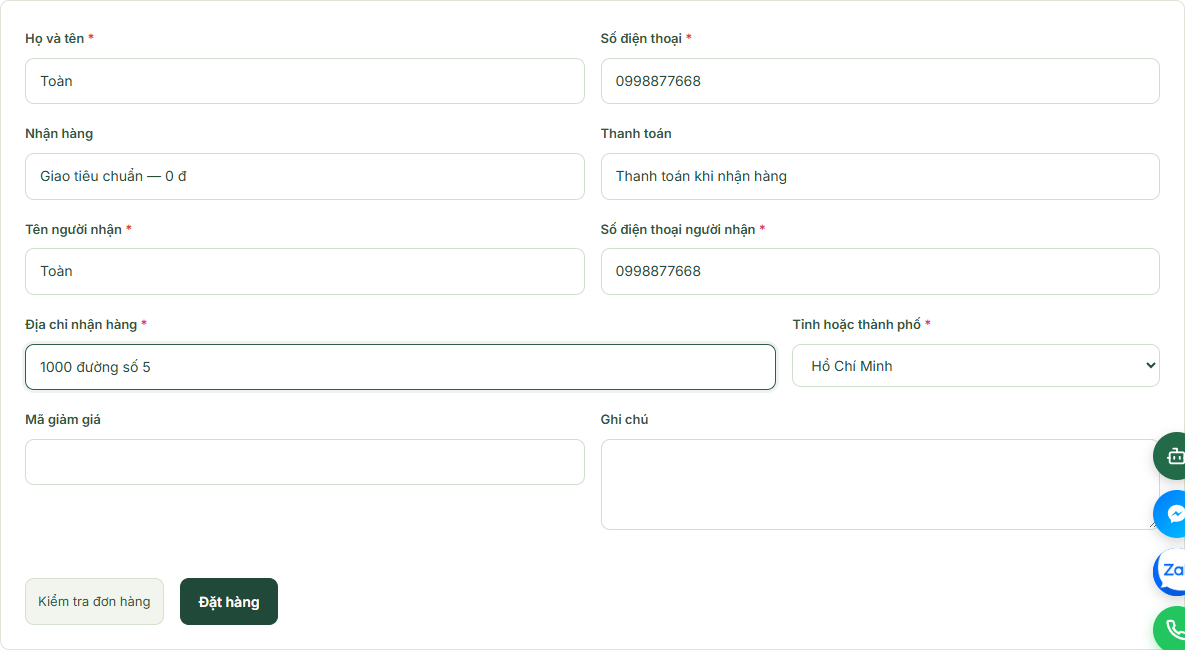 Họ và tên *
Số điện thoại *
Toàn
0998877668
Nhận hàng
Thanh toán
Giao tiêu chuẩn — 0 đ
Thanh toán khi nhận hàng
Tên người nhận *
Số điện thoại người nhận *
Toàn
0998877668
Địa chỉ nhận hàng *
Tỉnh hoặc thành phố *
1000 đường số 5
Hồ Chí Minh
Mã giảm giá
Ghi chú
Kiểm tra đơn hàng
Đặt hàng